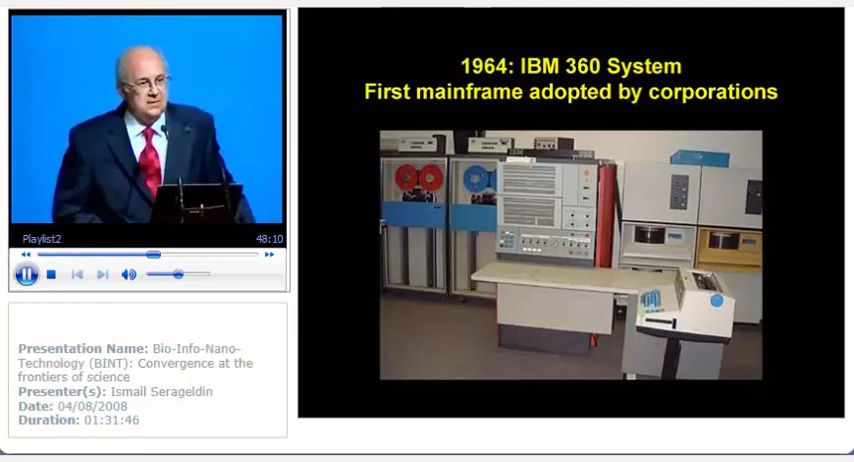 1964: IBM 360 System
First mainframe adopted by corporations
Playlist2
48:10
Presentation Name: Bio-Info-Nano-
Technology (BINT): Convergence at the
frontiers of science
Presenter(s): Ismail Serageldin
Date: 04/08/2008
Duration: 01:31:46